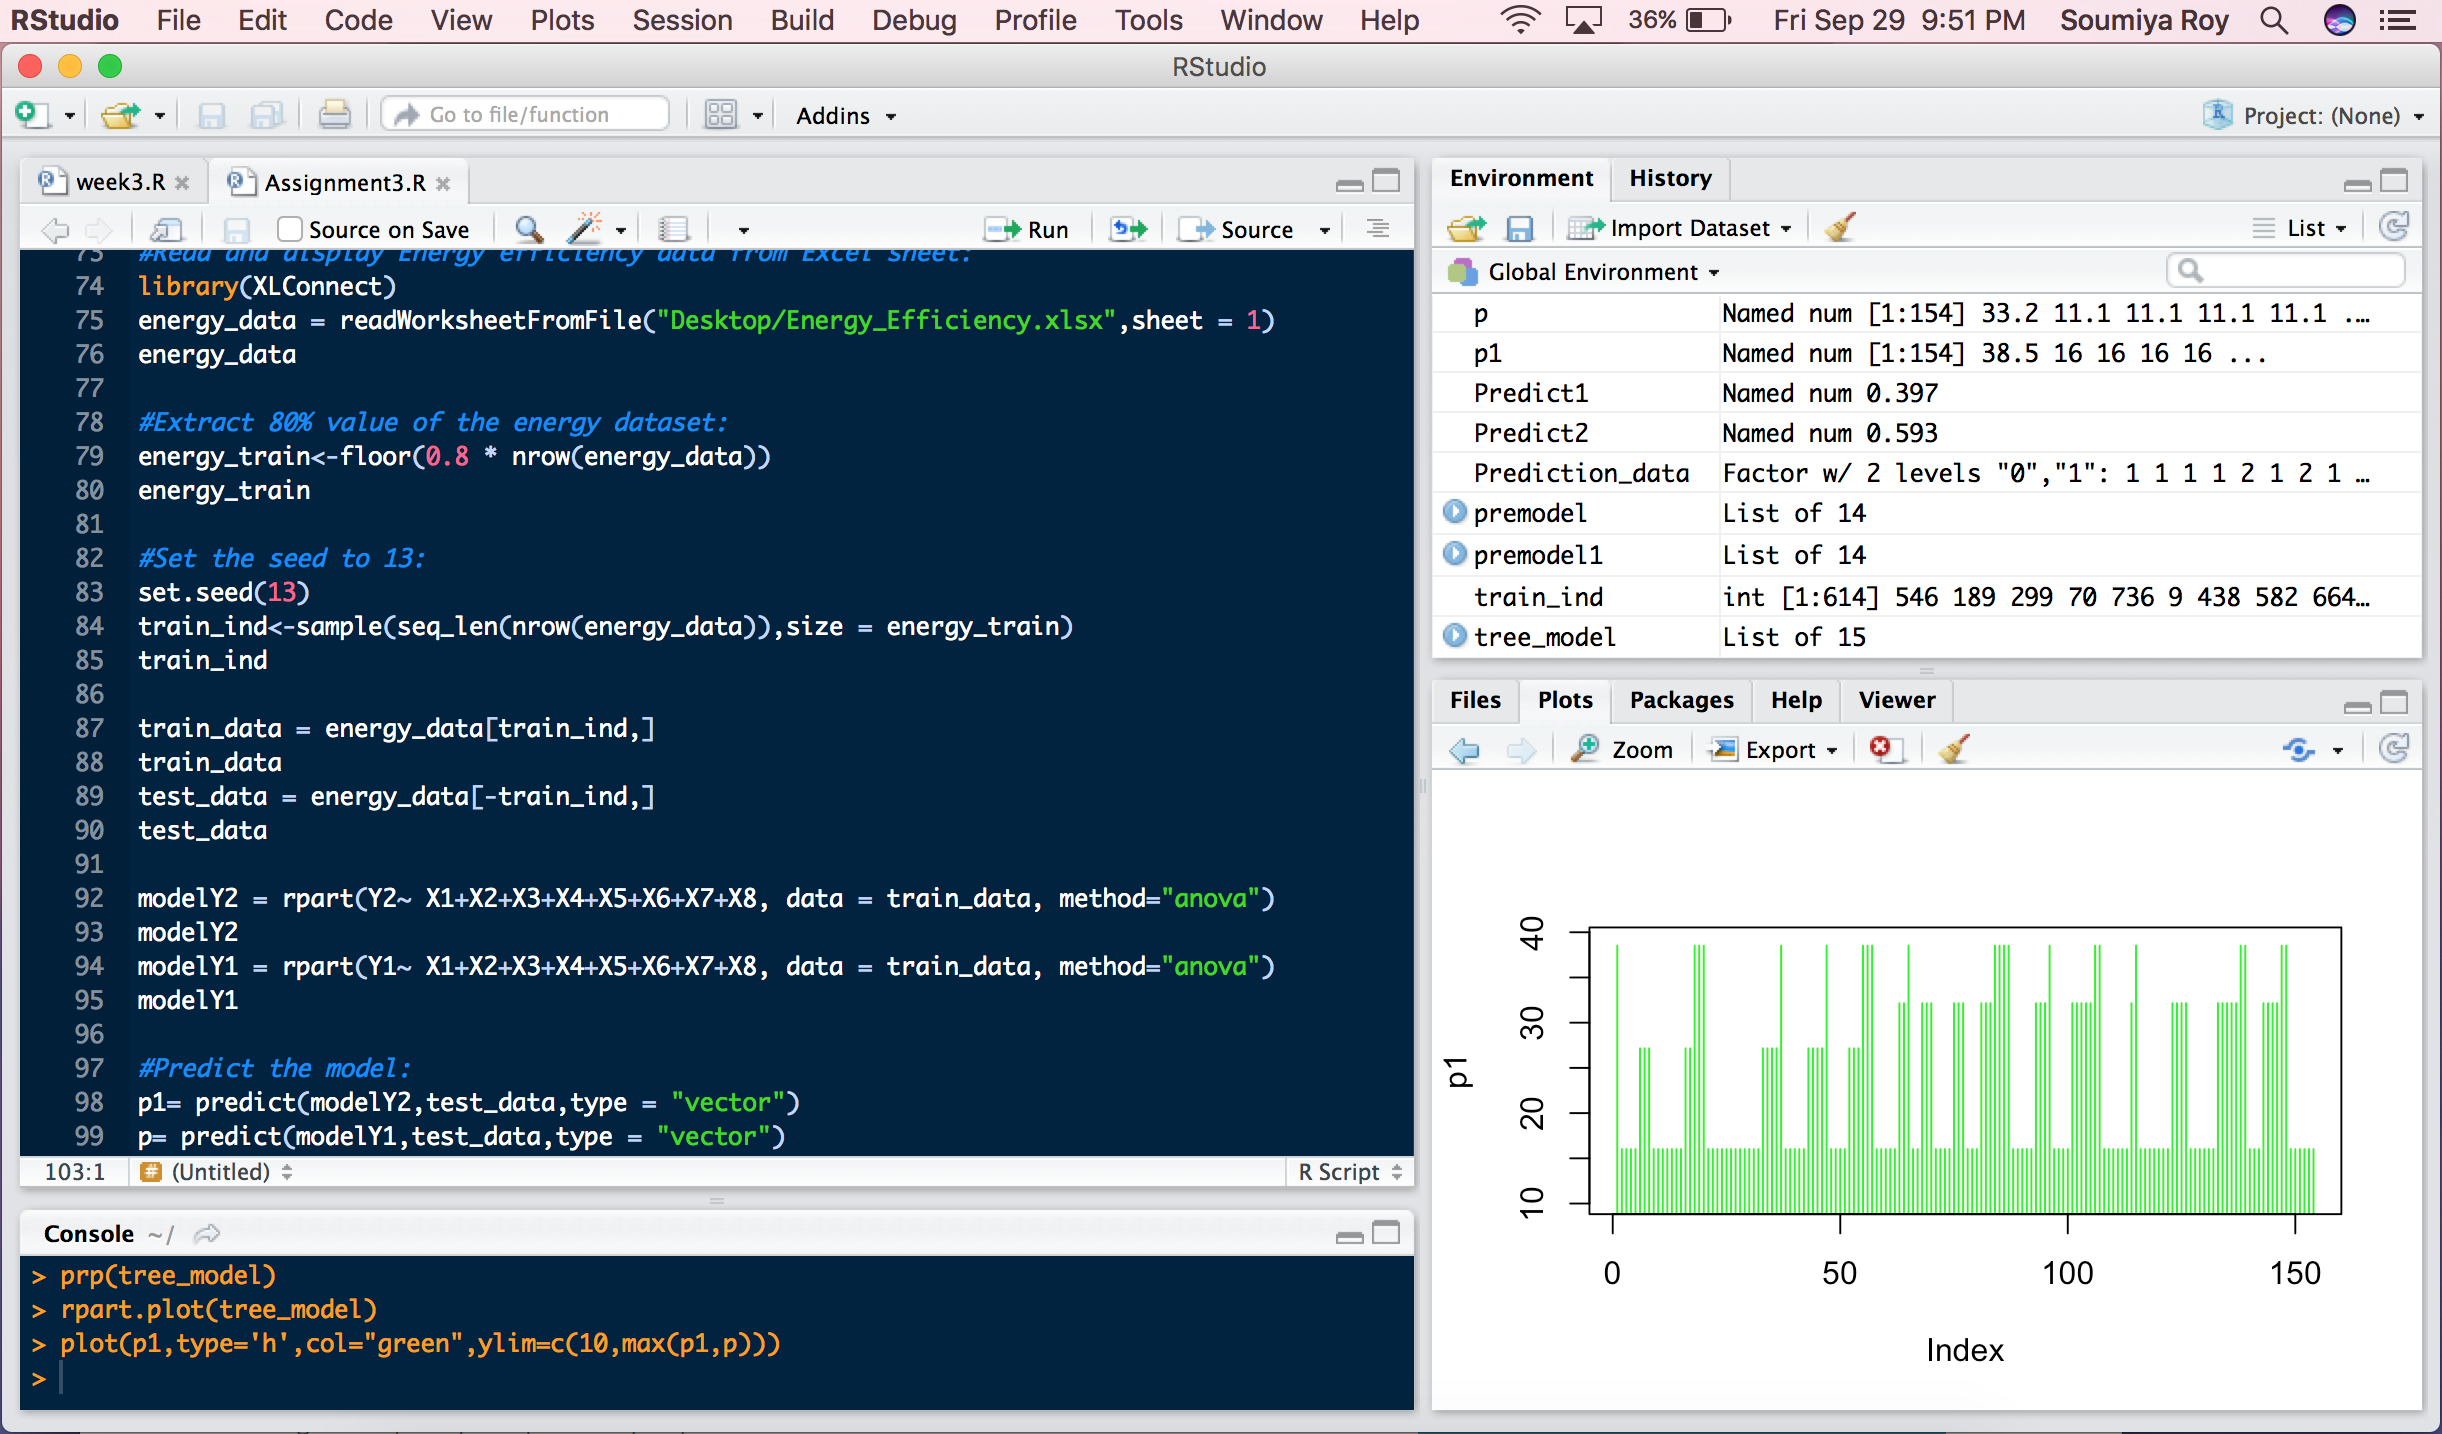 RStudio File Edit Code View Plots Session Build Debug Profile Tools Window Help 36% Fri Sep 29 9:51 PM Soumiya Roy
RStudio
Go to file/function Addins Project: (None)
week3.R Assignment3.R
Source on Save Run Source
73 #Read and display Energy efficiency data from Excel sheet:
74 library(XLConnect)
75 energy_data = readWorksheetFromFile("Desktop/Energy_Efficiency.xlsx",sheet = 1)
76 energy_data
77
78 #Extract 80% value of the energy dataset:
79 energy_train<-floor(0.8 * nrow(energy_data))
80 energy_train
81
82 #Set the seed to 13:
83 set.seed(13)
84 train_ind<-sample(seq_len(nrow(energy_data)),size = energy_train)
85 train_ind
86
87 train_data = energy_data[train_ind,]
88 train_data
89 test_data = energy_data[-train_ind,]
90 test_data
91
92 modelY2 = rpart(Y2~ X1+X2+X3+X4+X5+X6+X7+X8, data = train_data, method="anova")
93 modelY2
94 modelY1 = rpart(Y1~ X1+X2+X3+X4+X5+X6+X7+X8, data = train_data, method="anova")
95 modelY1
96
97 #Predict the model:
98 p1= predict(modelY2,test_data,type = "vector")
99 p= predict(modelY1,test_data,type = "vector")
103:1 (Untitled) R Script
Console ~/
> prp(tree_model)
> rpart.plot(tree_model)
> plot(p1,type='h',col="green",ylim=c(10,max(p1,p)))
>
Environment History
Import Dataset List
Global Environment
p Named num [1:154] 33.2 11.1 11.1 11.1 11.1 ...
p1 Named num [1:154] 38.5 16 16 16 16 ...
Predict1 Named num 0.397
Predict2 Named num 0.593
Prediction_data Factor w/ 2 levels "0","1": 1 1 1 1 2 1 2 1 …
premodel List of 14
premodel1 List of 14
train_ind int [1:614] 546 189 299 70 736 9 438 582 664…
tree_model List of 15
Files Plots Packages Help Viewer
Zoom Export
40
30
20
10
p1
0 50 100 150
Index